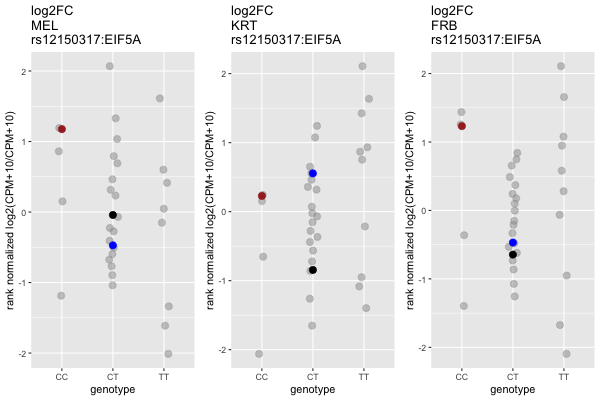 log2FC
MEL
rs12150317:EIF5A
rank normalized log2(CPM+10/CPM+10)
2
1
0
-1
-2
CC CT TT
genotype
log2FC
KRT
rs12150317:EIF5A
rank normalized log2(CPM+10/CPM+10)
2
1
0
-1
-2
CC CT TT
genotype
log2FC
FRB
rs12150317:EIF5A
rank normalized log2(CPM+10/CPM+10)
2
1
0
-1
-2
CC CT TT
genotype